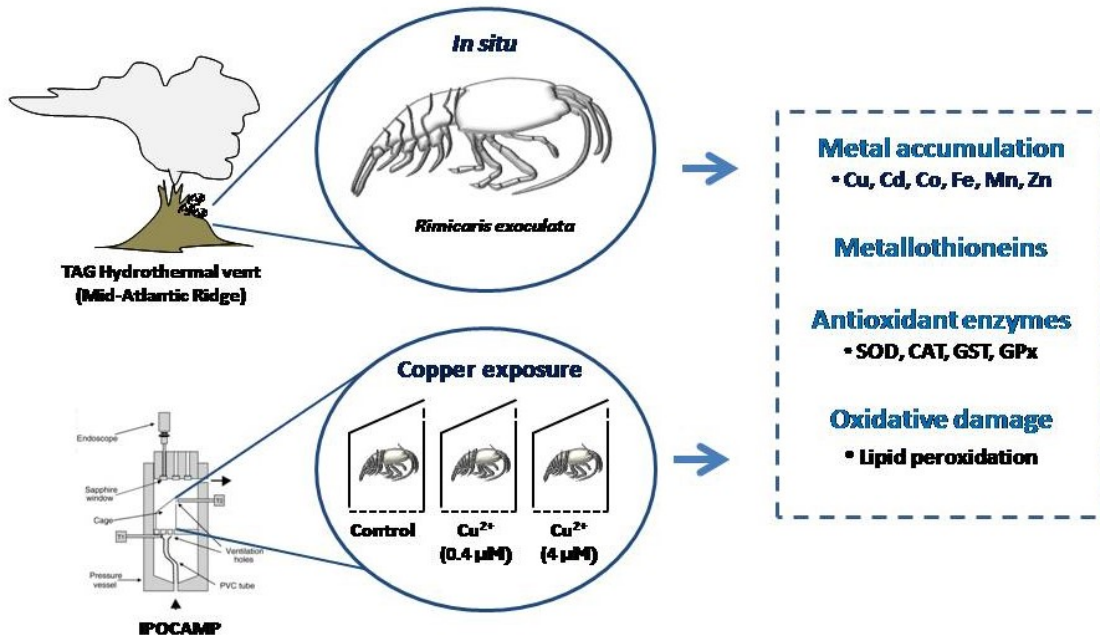 In situ
Rimicaris exoculata
TAG Hydrothermal vent
(Mid-Atlantic Ridge)
Metal accumulation
• Cu, Cd, Co, Fe, Mn, Zn
Metallothioneins
Antioxidant enzymes
• SOD, CAT, GST, GPx
Oxidative damage
• Lipid peroxidation
Copper exposure
Control
Cu²⁺
(0.4 µM)
Cu²⁺
(4 µM)
Endoscope
Sapphire
window
Cage
Ventilation
holes
Pressure
vessel
PVC tube
IPOCAMP